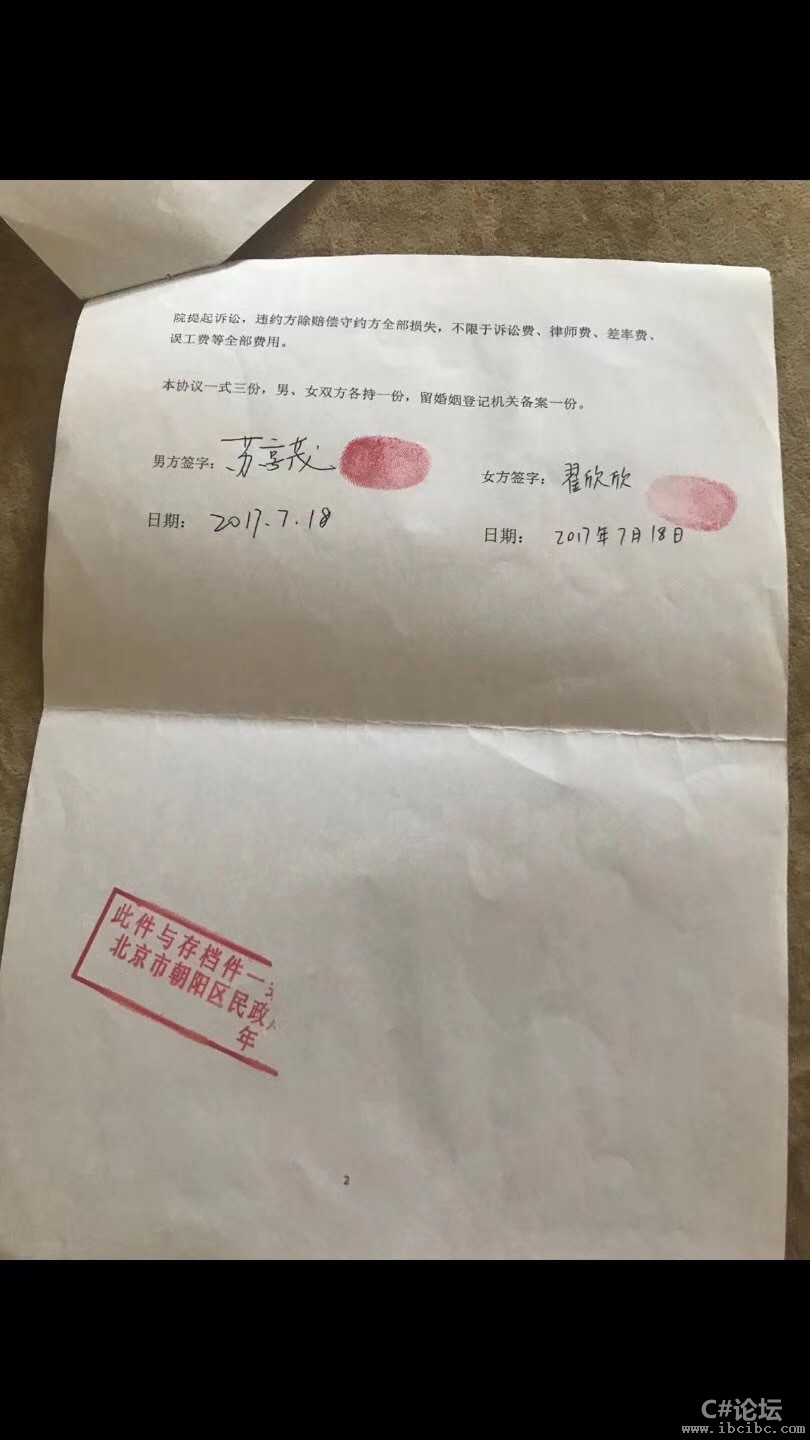 院提起诉讼，违约方除赔偿守约方全部损失，不限于诉讼费、律师费、差率费、
误工费等全部费用。
本协议一式三份，男、女双方各持一份，留婚姻登记机关备案一份。
男方签字：苏享茂
女方签字：翟欣欣
日期：2017.7.18
日期：2017年7月18日
此件与存档件一
北京市朝阳区民政
年
2
C#论坛
www.ibcibc.com